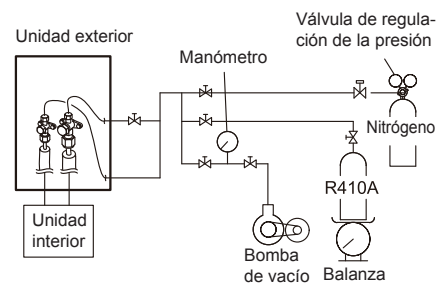 Unidad exterior
Manómetro
Válvula de regula-
ción de la presión
Nitrógeno
R410A
Unidad
interior
Bomba
de vacío
Balanza